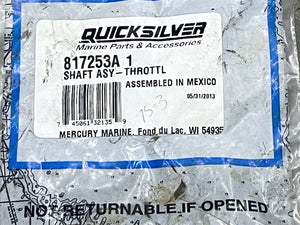 QUICKSILVER
Marine Parts & Accessories
817253A 1
SHAFT ASY-THROTTL
ASSEMBLED IN MEXICO
05/31/2013
7 45061 32135 9
MERCURY MARINE, Fond du Lac, WI 54935
NOT RETURNABLE IF OPENED